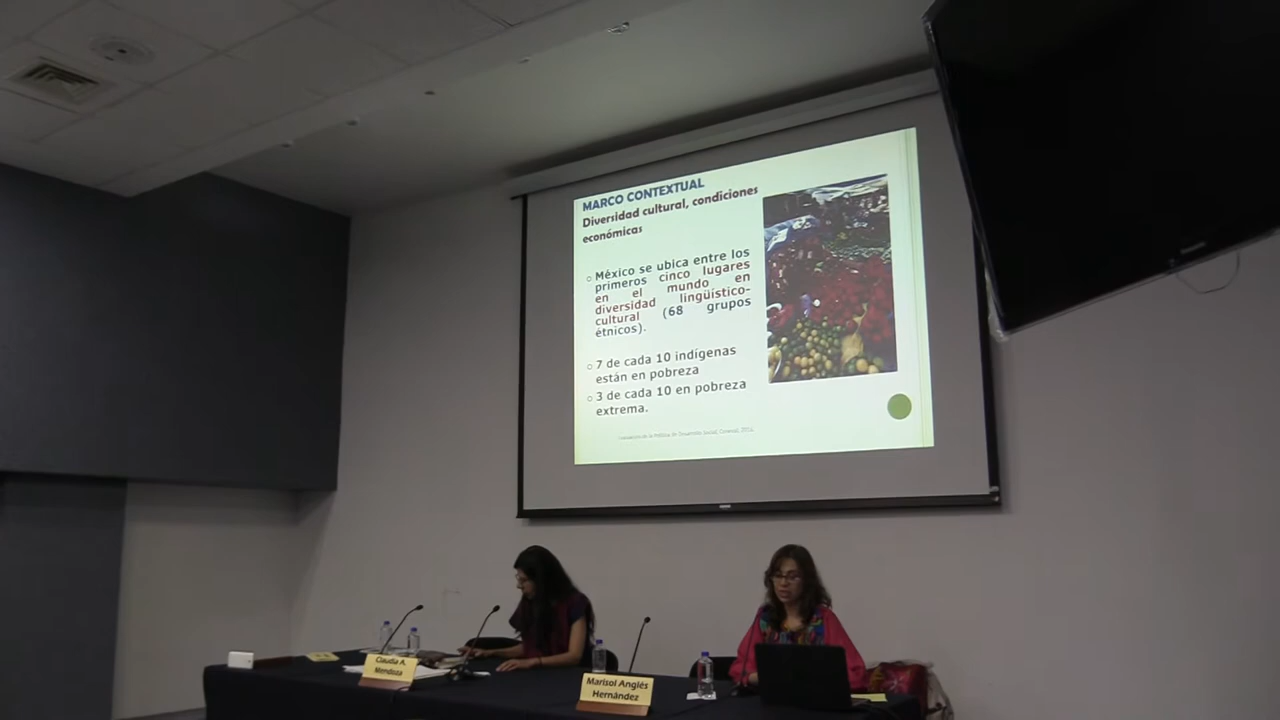 MARCO CONTEXTUAL
Diversidad cultural, condiciones
económicas
México se ubica entre los
primeros cinco lugares
en el mundo en
diversidad lingüístico-
cultural (68 grupos
étnicos).
7 de cada 10 indígenas
están en pobreza
3 de cada 10 en pobreza
extrema.
Claudia A.
Mendoza
Marisol Anglés
Hernández